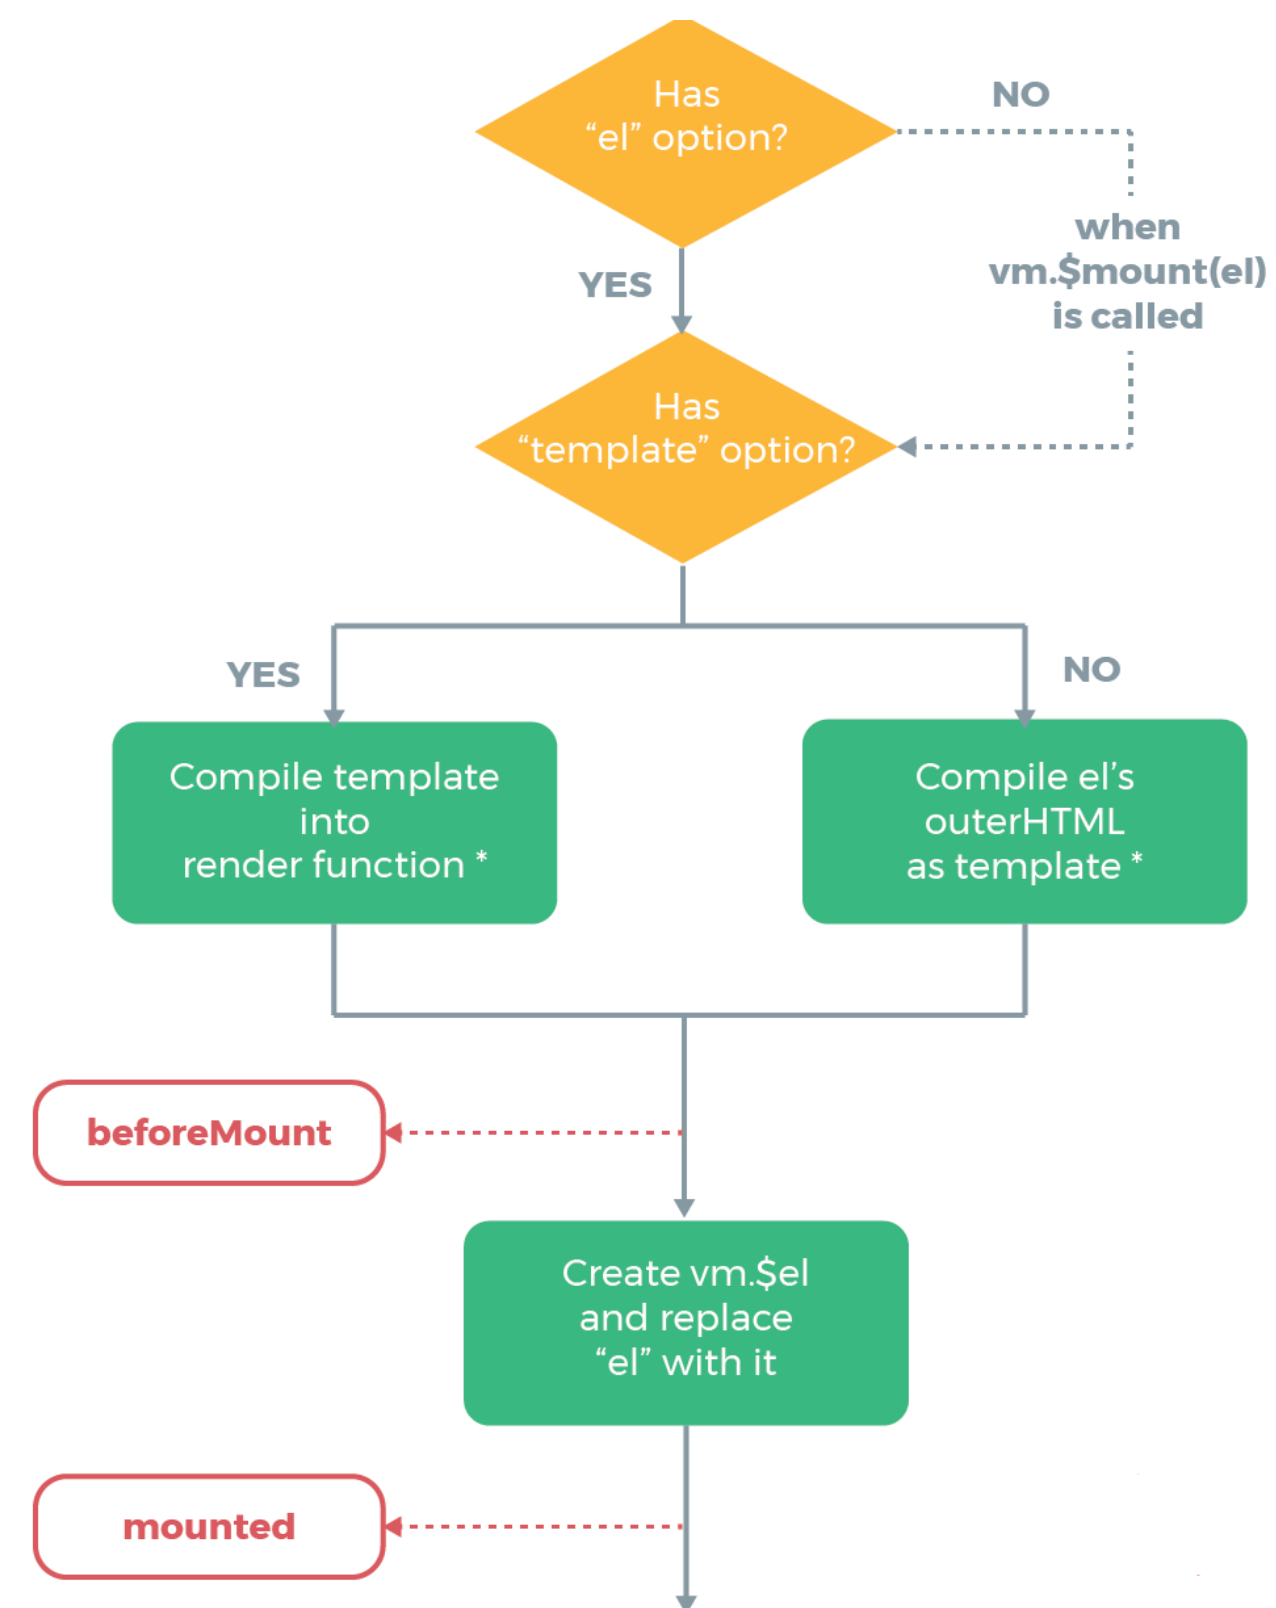 Has
“el” option?
NO
YES
when
vm.$mount(el)
is called
Has
“template” option?
YES
NO
Compile template
into
render function *
Compile el’s
outerHTML
as template *
beforeMount
Create vm.$el
and replace
“el” with it
mounted